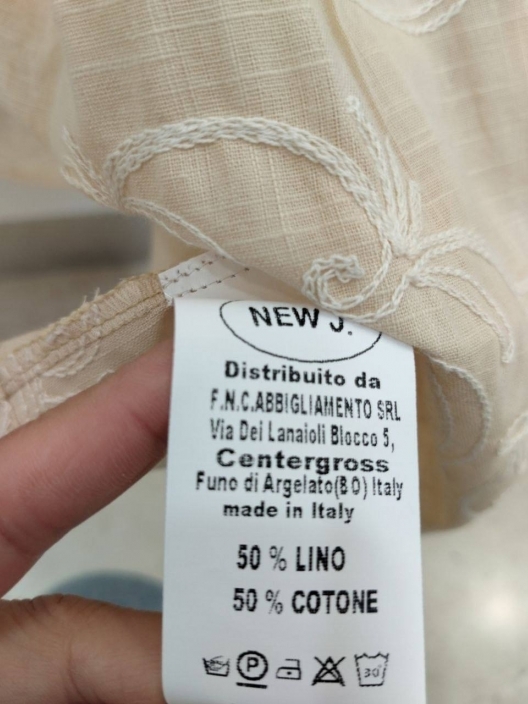 NEW J.
Distribuito da
F.N.C.ABBIGLIAMENTO SRL
Via Dei Lanaioli Blocco 5,
Centergross
Funo di Argelato(BO) Italy
made in Italy
50 % LINO
50 % COTONE
P
30°